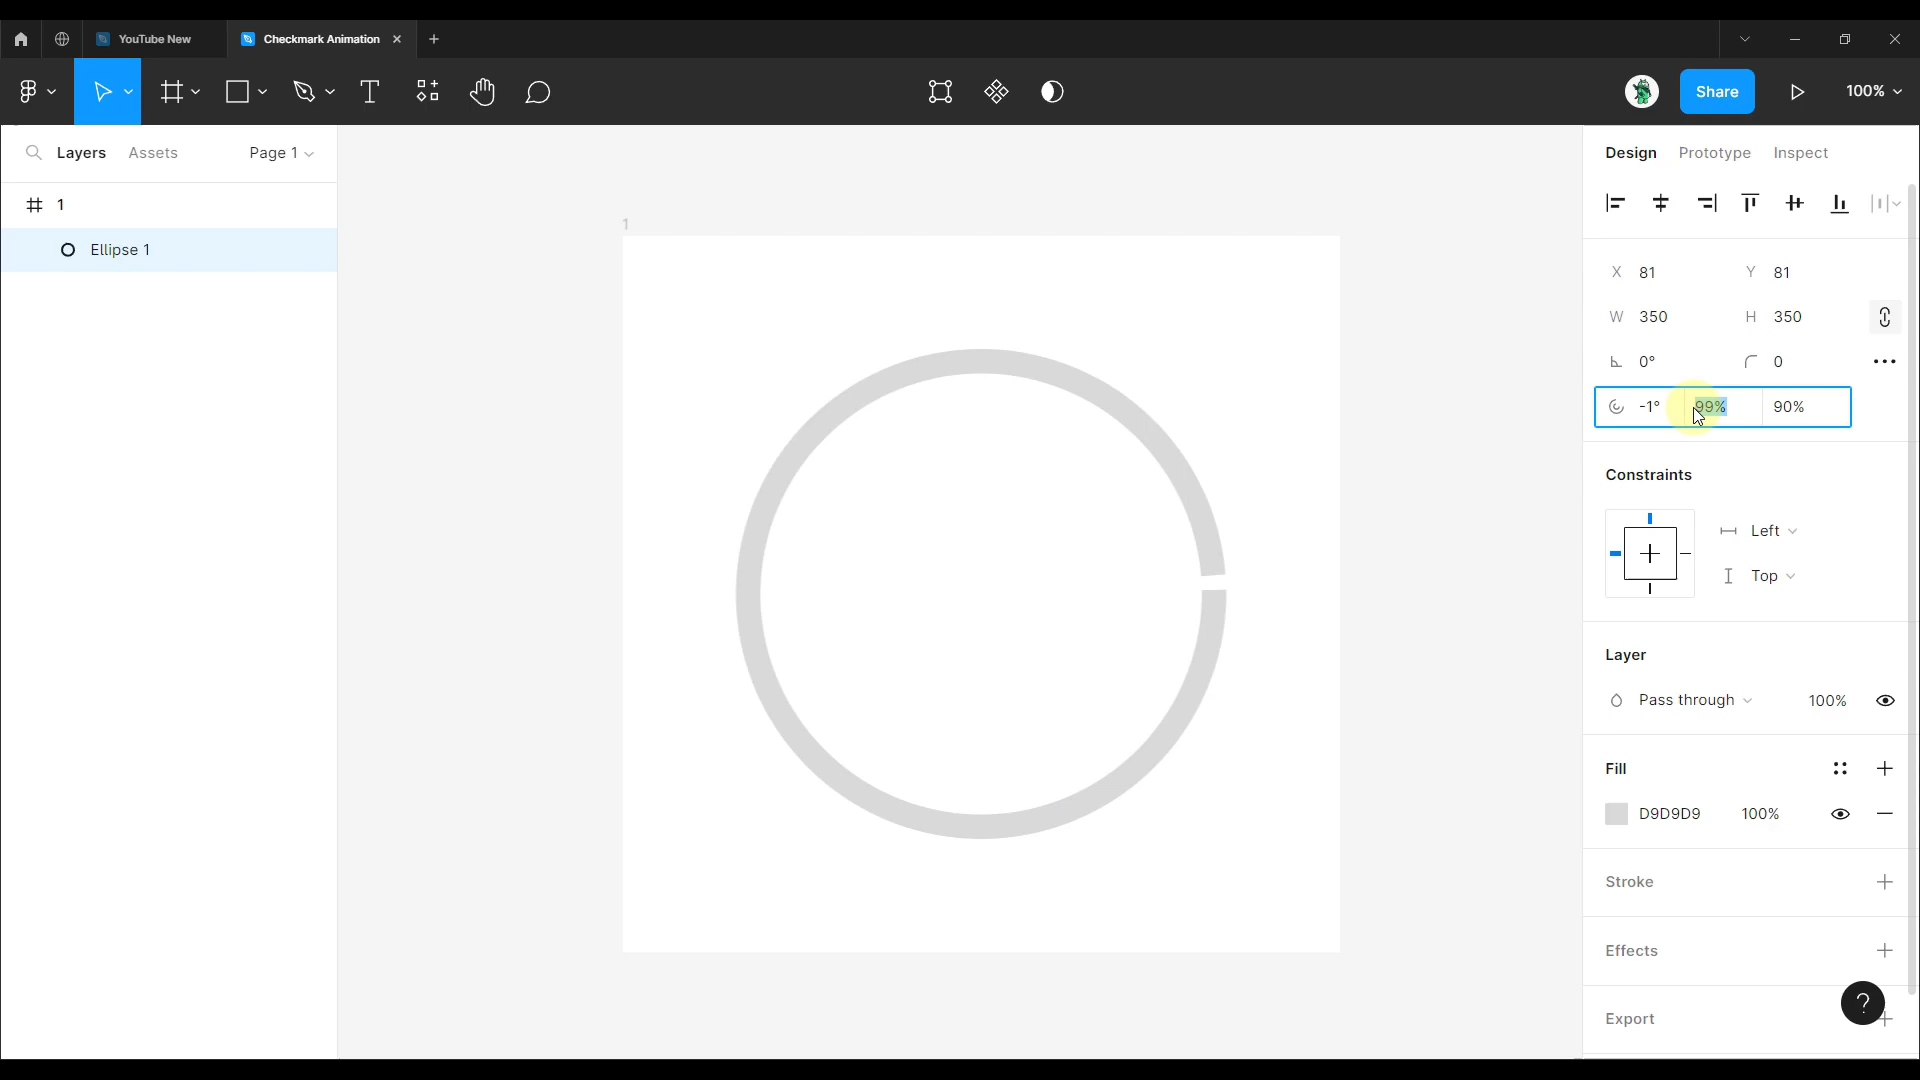 YouTube New
Checkmark Animation
Share
100%
Layers
Assets
Page 1
1
Ellipse 1
1
Design
Prototype
Inspect
X 81
Y 81
W 350
H 350
0°
0
-1°
99%
90%
Constraints
Left
Top
Layer
Pass through
100%
Fill
D9D9D9
100%
Stroke
Effects
Export
?